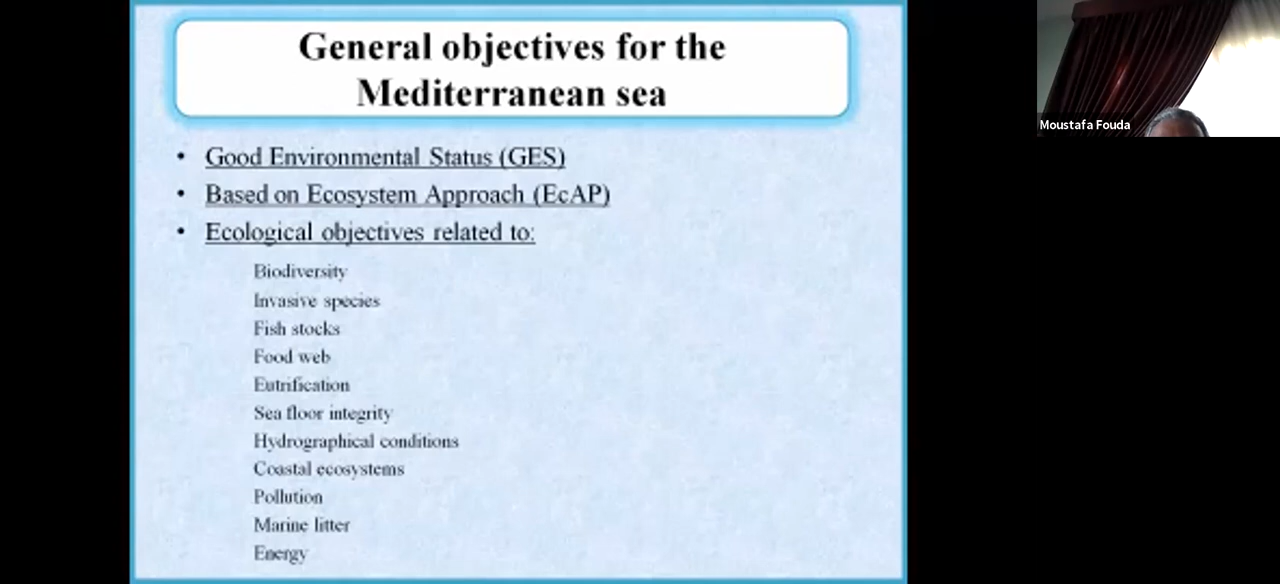 General objectives for the
Mediterranean sea
• Good Environmental Status (GES)
• Based on Ecosystem Approach (EcAP)
• Ecological objectives related to:
Biodiversity
Invasive species
Fish stocks
Food web
Eutrification
Sea floor integrity
Hydrographical conditions
Coastal ecosystems
Pollution
Marine litter
Energy
Moustafa Fouda